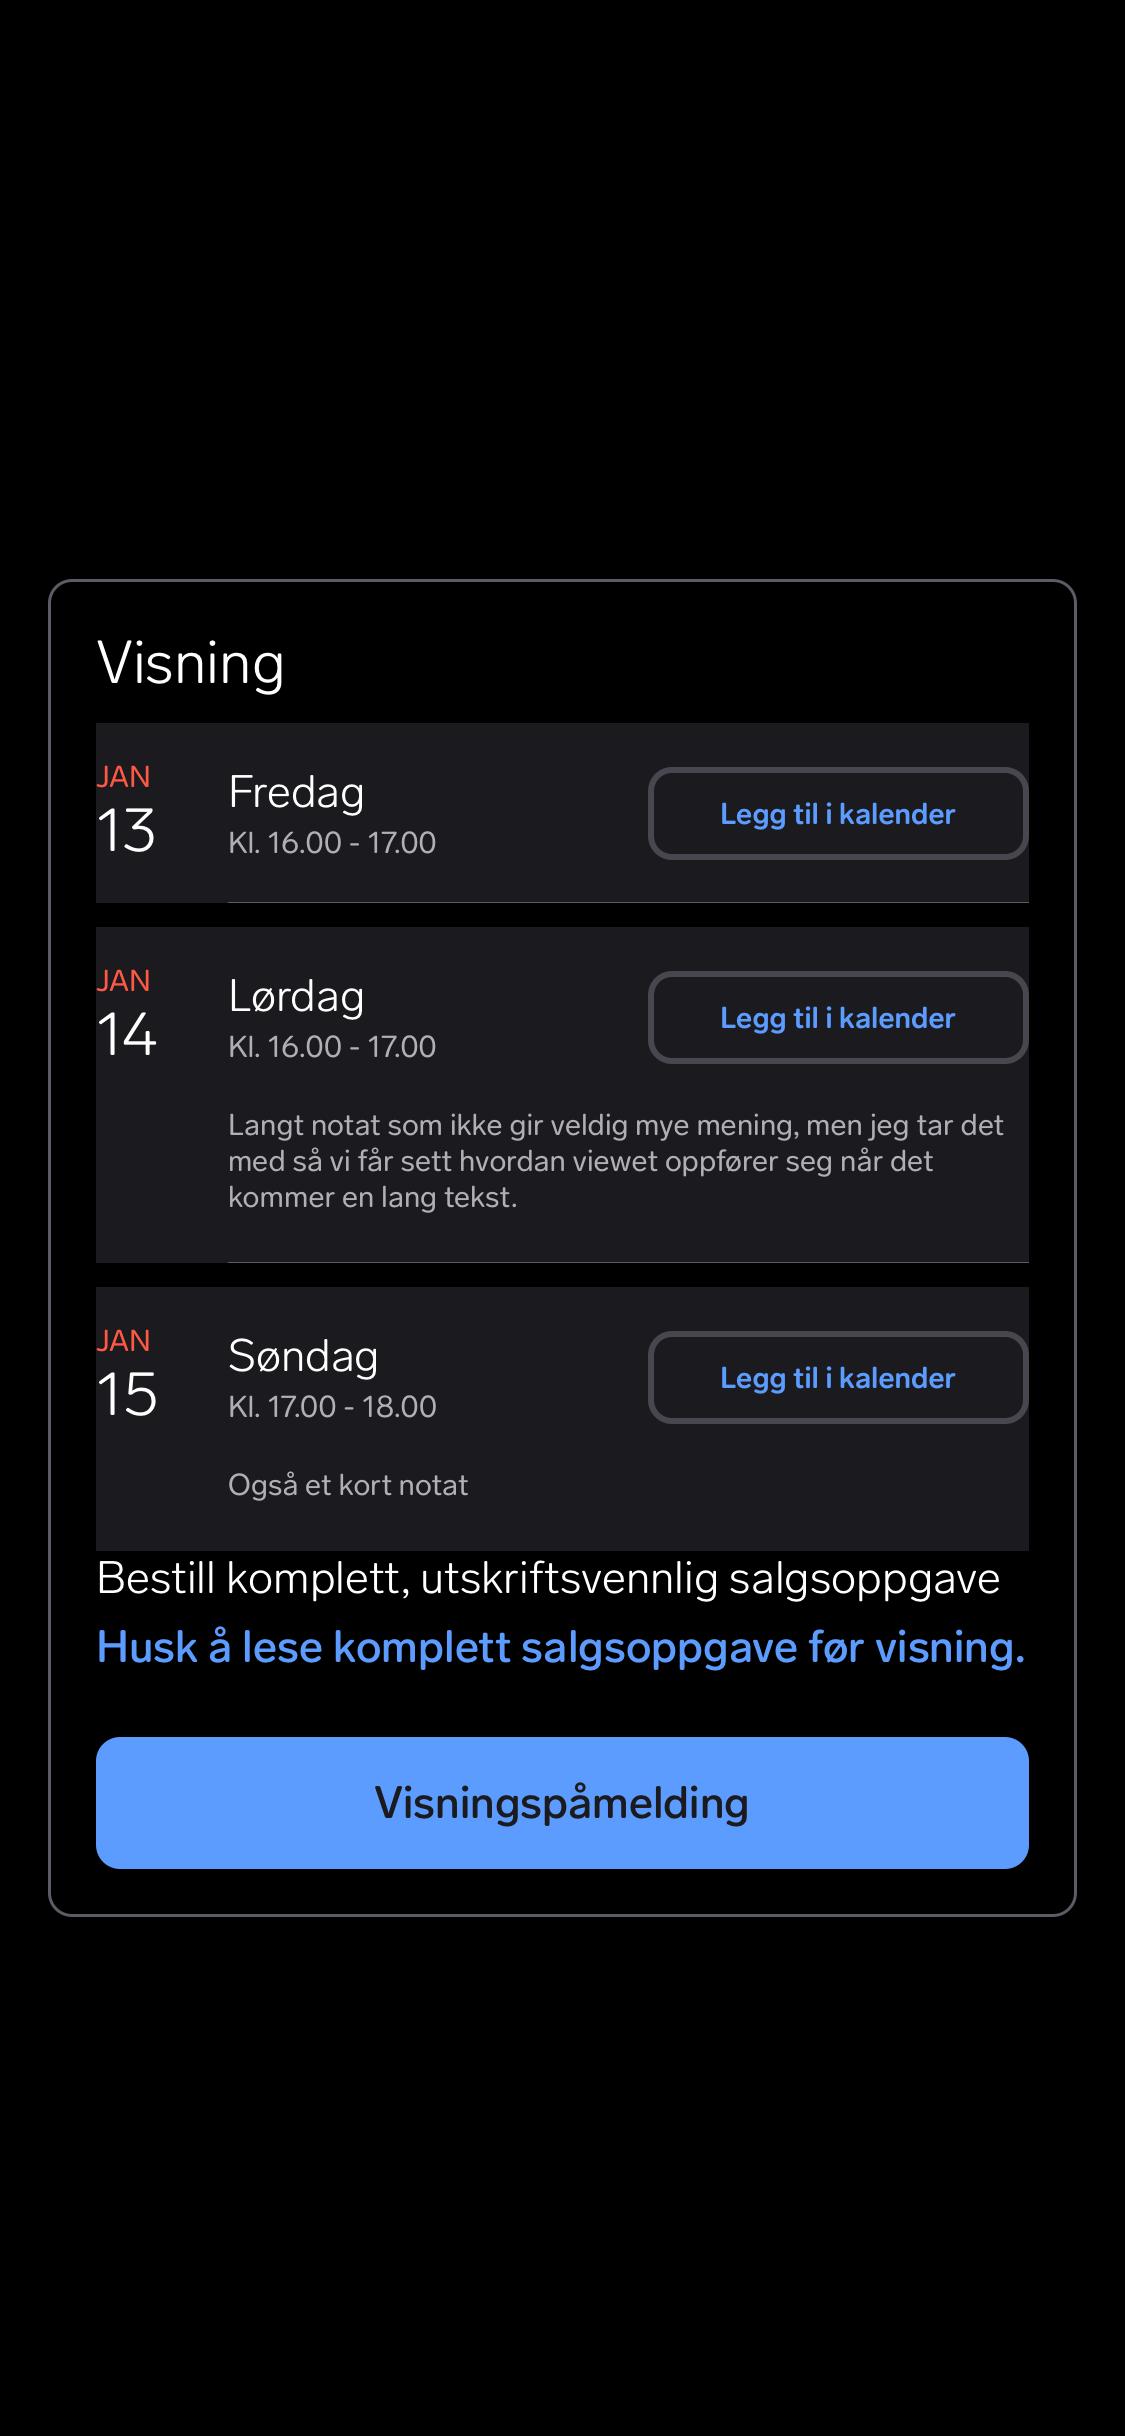 Visning
JAN
13
Fredag
Kl. 16.00 - 17.00
Legg til i kalender
JAN
14
Lørdag
Kl. 16.00 - 17.00
Legg til i kalender
Langt notat som ikke gir veldig mye mening, men jeg tar det
med så vi får sett hvordan viewet oppfører seg når det
kommer en lang tekst.
JAN
15
Søndag
Kl. 17.00 - 18.00
Legg til i kalender
Også et kort notat
Bestill komplett, utskriftsvennlig salgsoppgave
Husk å lese komplett salgsoppgave før visning.
Visningspåmelding